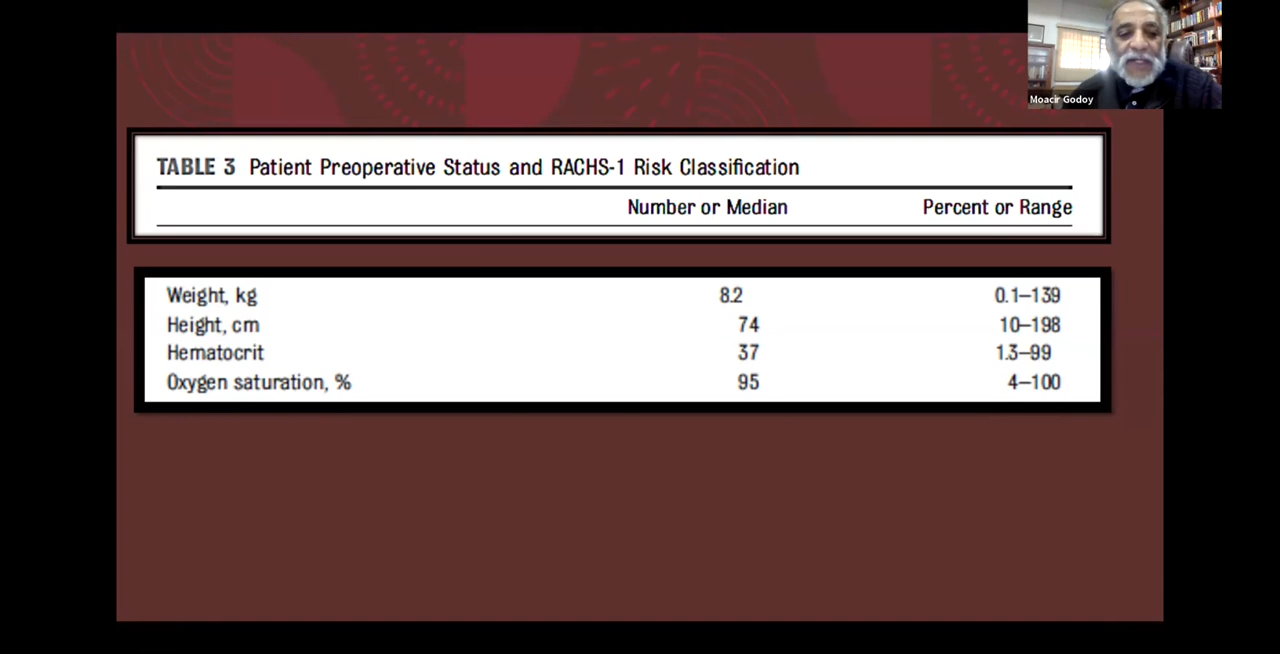 Moacir Godoy
TABLE 3 Patient Preoperative Status and RACHS-1 Risk Classification
Number or Median Percent or Range
Weight, kg 8.2 0.1–139
Height, cm 74 10–198
Hematocrit 37 1.3–99
Oxygen saturation, % 95 4–100